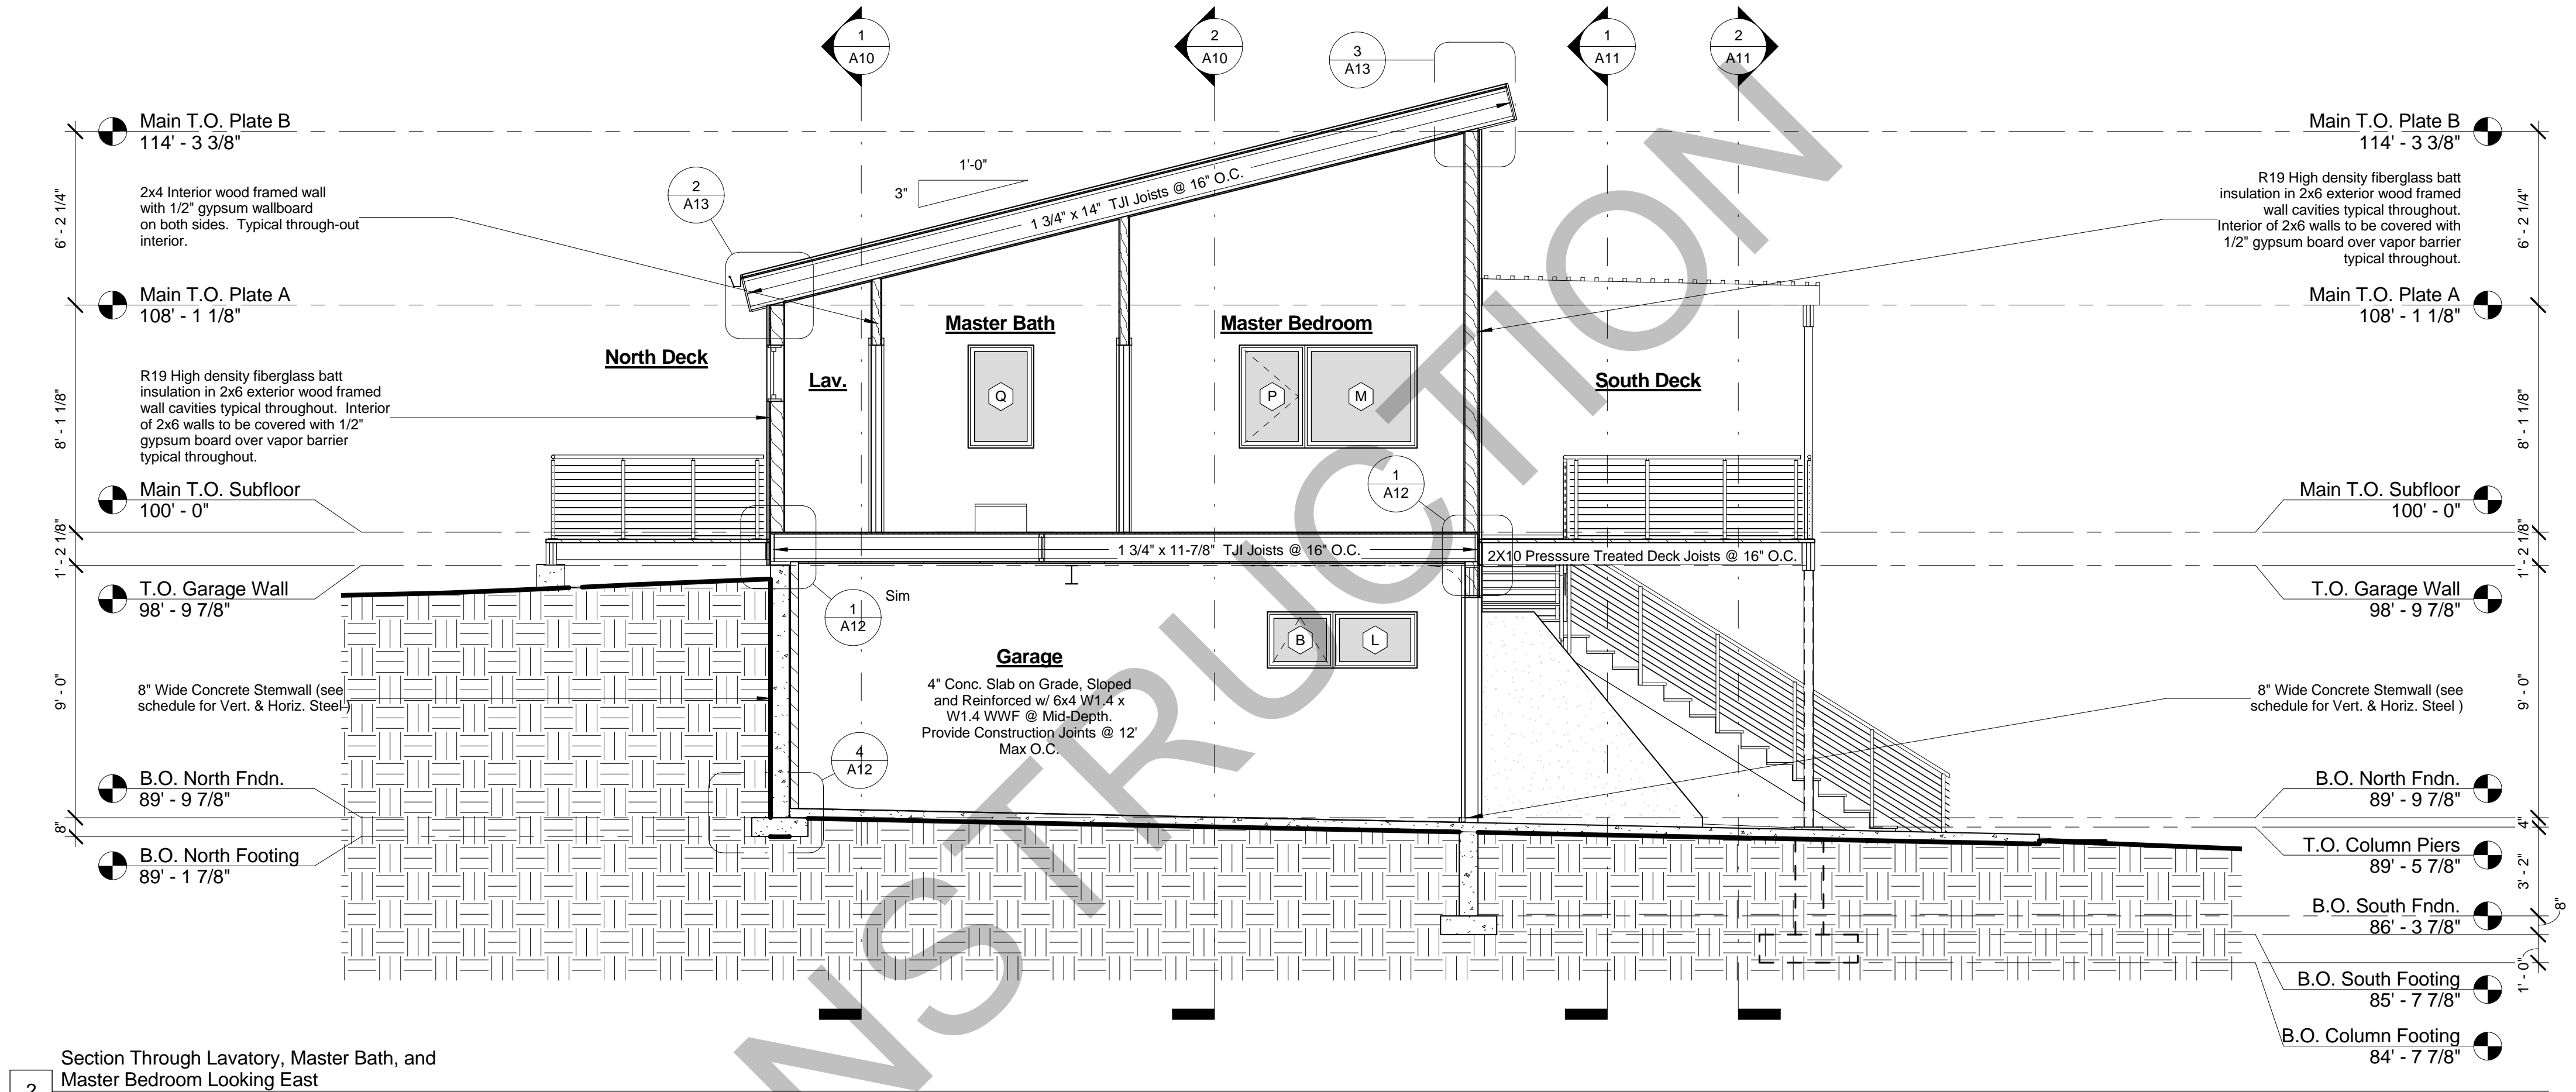 1
A10
2
A10
3
A13
1
A11
2
A11
Main T.O. Plate B
114' - 3 3/8"
Main T.O. Plate B
114' - 3 3/8"
6' - 2 1/4"
2x4 Interior wood framed wall
with 1/2" gypsum wallboard
on both sides. Typical through-out
interior.
2
A13
1'-0"
3"
1 3/4" x 14" TJI Joists @ 16" O.C.
R19 High density fiberglass batt
insulation in 2x6 exterior wood framed
wall cavities typical throughout.
Interior of 2x6 walls to be covered with
1/2" gypsum board over vapor barrier
typical throughout.
6' - 2 1/4"
Main T.O. Plate A
108' - 1 1/8"
Main T.O. Plate A
108' - 1 1/8"
North Deck
Lav.
Master Bath
Master Bedroom
South Deck
Q
P
M
8' - 1 1/8"
R19 High density fiberglass batt
insulation in 2x6 exterior wood framed
wall cavities typical throughout. Interior
of 2x6 walls to be covered with 1/2"
gypsum board over vapor barrier
typical throughout.
8' - 1 1/8"
1
A12
Main T.O. Subfloor
100' - 0"
Main T.O. Subfloor
100' - 0"
1' - 2 1/8"
1 3/4" x 11-7/8" TJI Joists @ 16" O.C.
2X10 Presssure Treated Deck Joists @ 16" O.C.
1' - 2 1/8"
T.O. Garage Wall
98' - 9 7/8"
Sim
1
A12
T.O. Garage Wall
98' - 9 7/8"
B
L
Garage
4" Conc. Slab on Grade, Sloped
and Reinforced w/ 6x4 W1.4 x
W1.4 WWF @ Mid-Depth.
Provide Construction Joints @ 12'
Max O.C.
9' - 0"
8" Wide Concrete Stemwall (see
schedule for Vert. & Horiz. Steel )
8" Wide Concrete Stemwall (see
schedule for Vert. & Horiz. Steel )
9' - 0"
4
A12
B.O. North Fndn.
89' - 9 7/8"
B.O. North Fndn.
89' - 9 7/8"
8"
4"
B.O. North Footing
89' - 1 7/8"
T.O. Column Piers
89' - 5 7/8"
3' - 2"
B.O. South Fndn.
86' - 3 7/8"
8"
B.O. South Footing
85' - 7 7/8"
1' - 0"
B.O. Column Footing
84' - 7 7/8"
Section Through Lavatory, Master Bath, and
Master Bedroom Looking East
2
NSTRUCTION